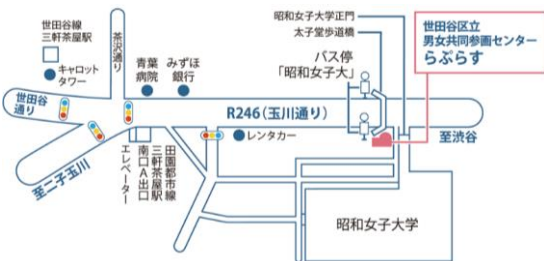 世田谷線
三軒茶屋駅
キャロット
タワー
世田谷
通り
茶沢通り
青葉
病院
みずほ
銀行
昭和女子大学正門
太子堂歩道橋
バス停
「昭和女子大」
世田谷区立
男女共同参画センター
らぷらす
R246(玉川通り)
至渋谷
至二子玉川
エレベーター
田園都市線
三軒茶屋駅
南口A出口
レンタカー
昭和女子大学